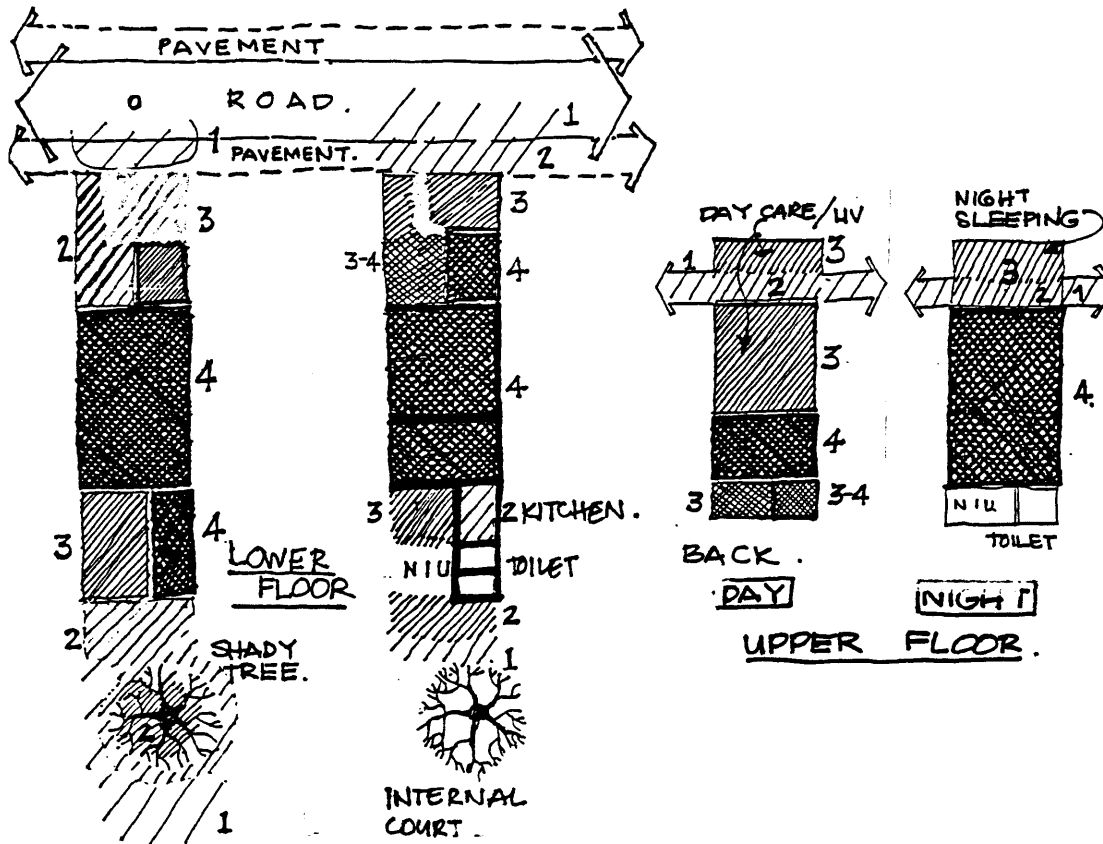 PAVEMENT
ROAD.
1
1
PAVEMENT.
2
3
2
4
3
4
2
SHADY
TREE.
2
1
LOWER
FLOOR
3
3-4
4
4
3
2 KITCHEN.
NIU
TOILET
2
1
INTERNAL
COURT.
DAY CARE/UV
1
3
2
3
4
3
3-4
BACK.
DAY
NIGHT
SLEEPING
3
2
1
4.
NIU
TOILET
NIGHT
UPPER FLOOR.